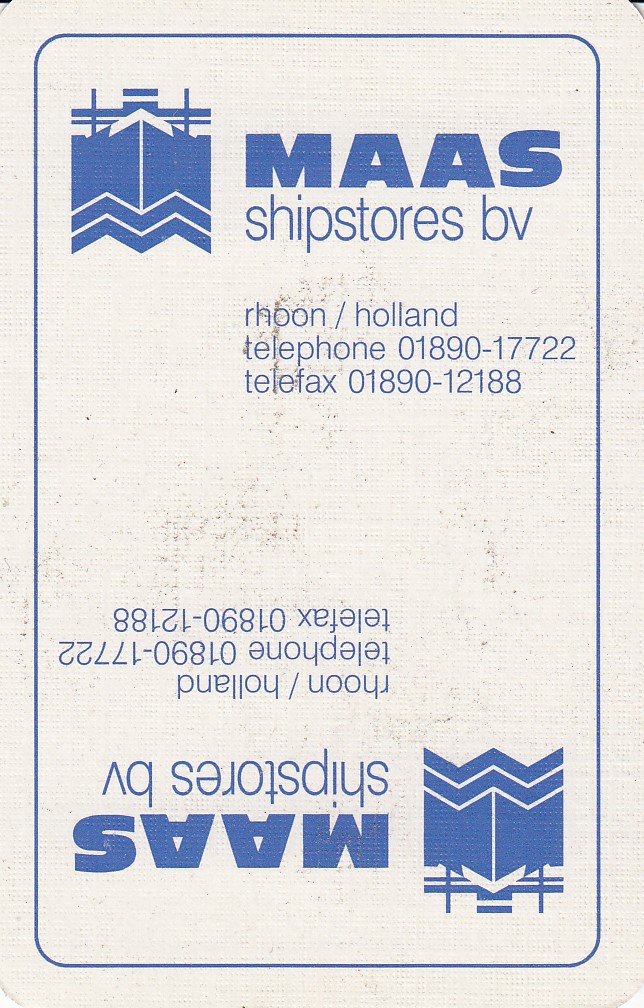 MAAS
shipstores bv
rhoon / holland
telephone 01890-17722
telefax 01890-12188
MAAS
shipstores bv
rhoon / holland
telephone 01890-17722
telefax 01890-12188